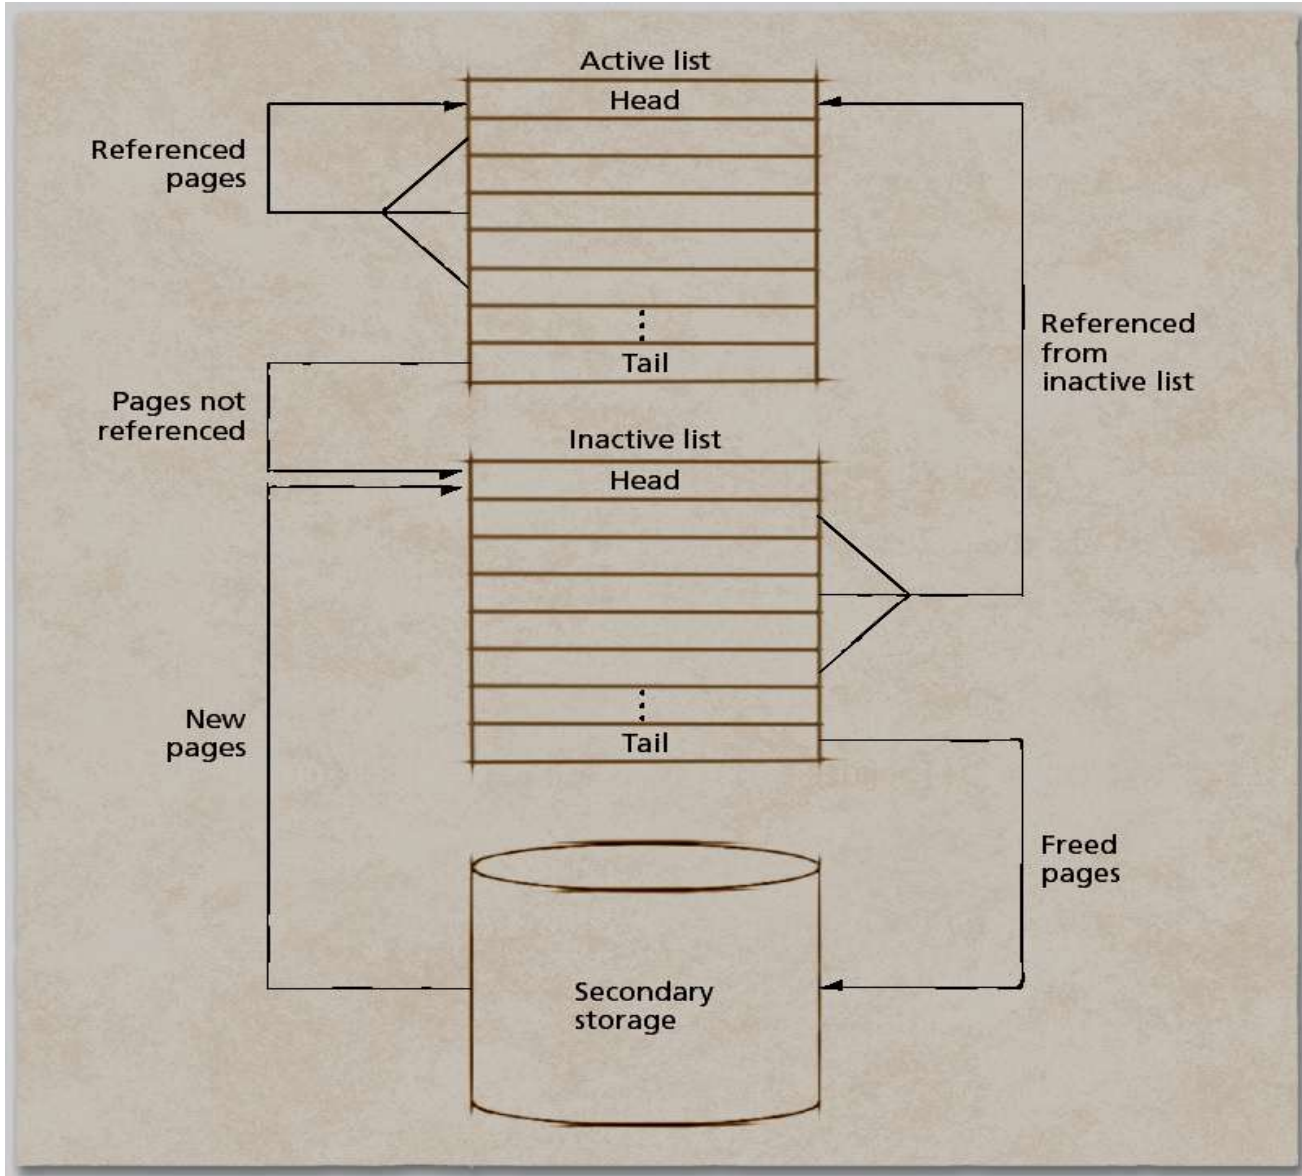 Active list
Head
Referenced
pages
Tail
Referenced
from
inactive list
Pages not
referenced
Inactive list
Head
New
pages
Tail
Freed
pages
Secondary
storage